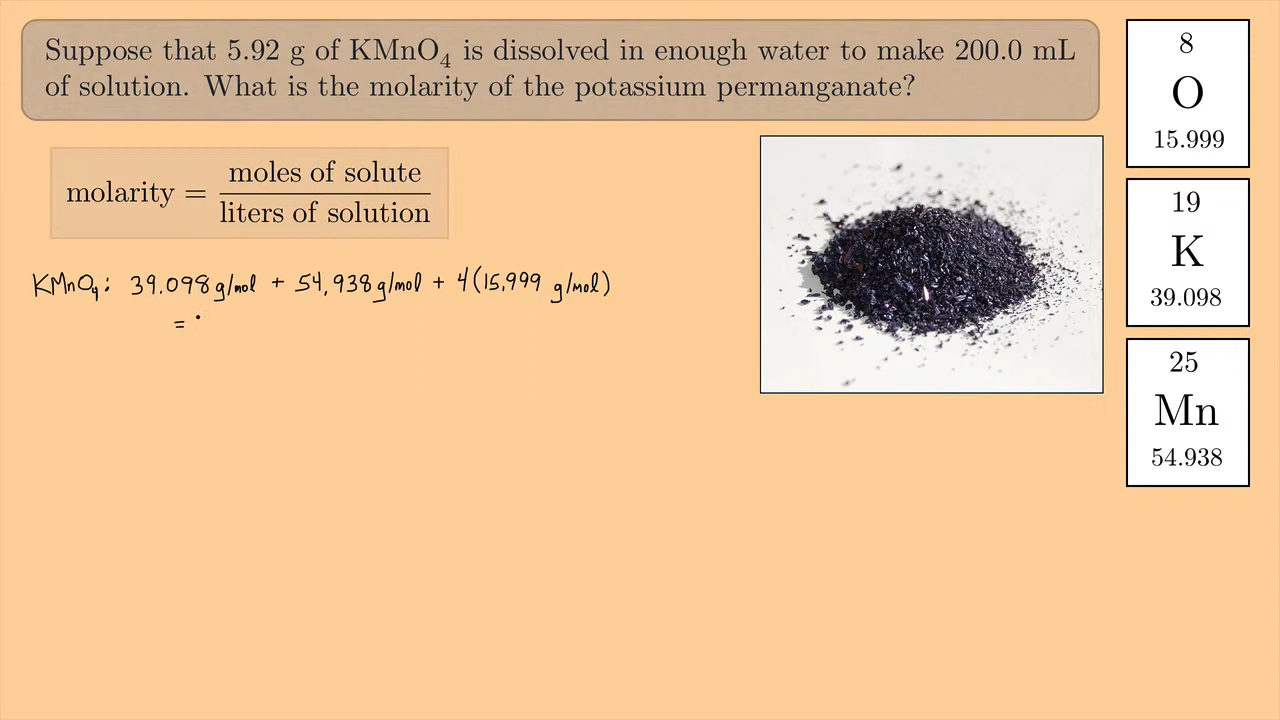 Suppose that 5.92 g of KMnO₄ is dissolved in enough water to make 200.0 mL
of solution. What is the molarity of the potassium permanganate?
molarity = moles of solute / liters of solution
KMnO₄: 39.098 g/mol + 54.938 g/mol + 4(15.999 g/mol)
=
8
O
15.999
19
K
39.098
25
Mn
54.938